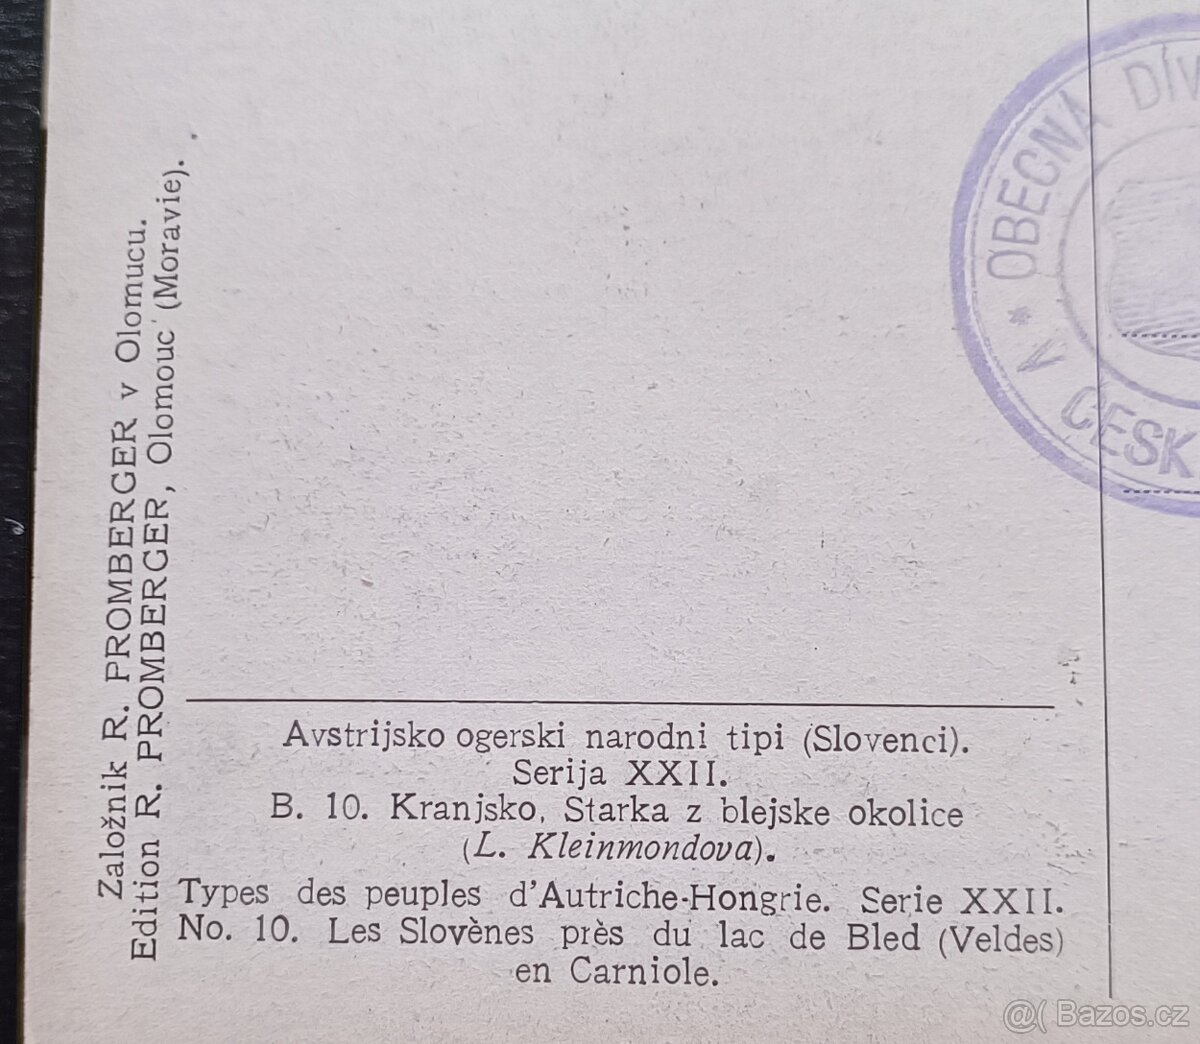 Založnik R. PROMBERGER v Olomucu.
Edition R. PROMBERGER, Olomouc (Moravie).
* OBECNÁ DÍV
V ČESK
Avstrijsko ogerski narodni tipi (Slovenci).
Serija XXII.
B. 10. Kranjsko, Starka z blejske okolice
(L. Kleinmondova).
Types des peuples d'Autriche-Hongrie. Serie XXII.
No. 10. Les Slovènes près du lac de Bled (Veldes)
en Carniole.
@( Bazos.cz